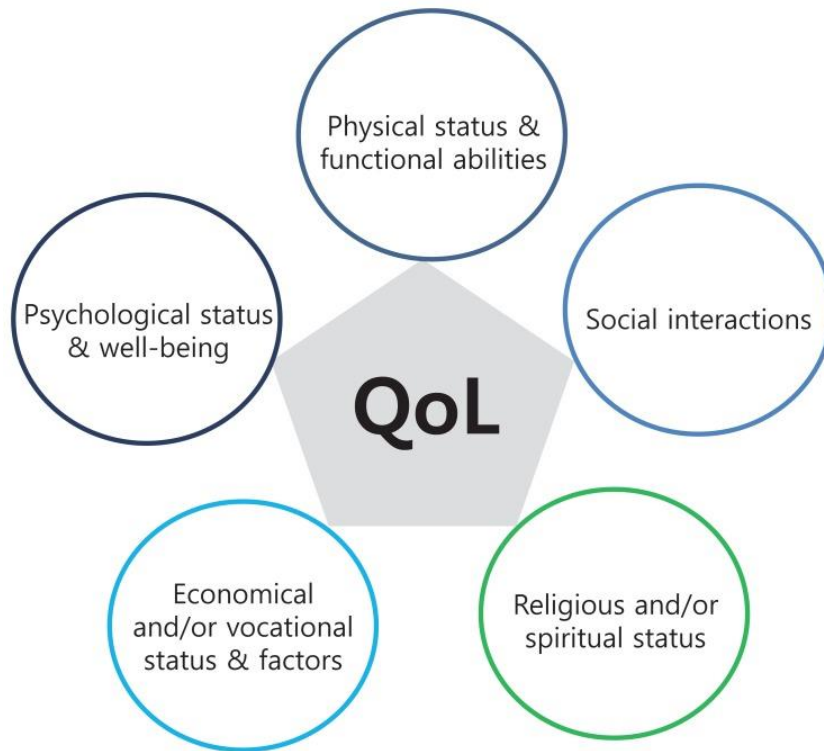 Physical status &
functional abilities
Psychological status
& well-being
Social interactions
QoL
Economical
and/or vocational
status & factors
Religious and/or
spiritual status